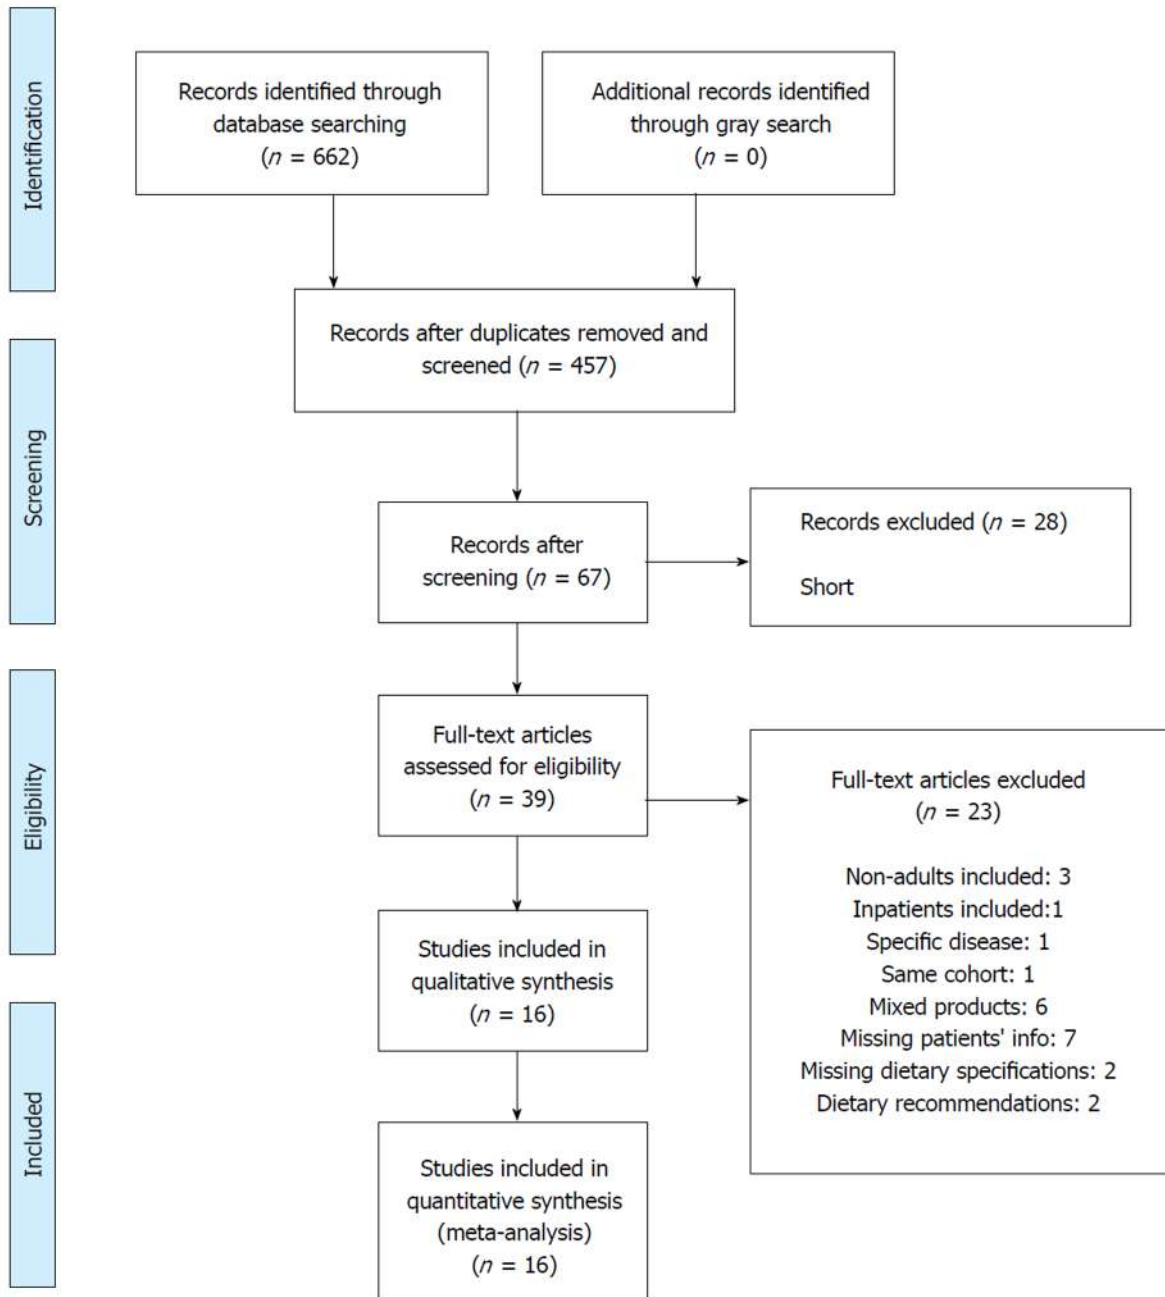 Identification
Records identified through
database searching
(n = 662)
Additional records identified
through gray search
(n = 0)
Records after duplicates removed and
screened (n = 457)
Screening
Records after
screening (n = 67)
Records excluded (n = 28)
Short
Eligibility
Full-text articles
assessed for eligibility
(n = 39)
Full-text articles excluded
(n = 23)
Non-adults included: 3
Inpatients included:1
Specific disease: 1
Same cohort: 1
Mixed products: 6
Missing patients' info: 7
Missing dietary specifications: 2
Dietary recommendations: 2
Studies included in
qualitative synthesis
(n = 16)
Included
Studies included in
quantitative synthesis
(meta-analysis)
(n = 16)